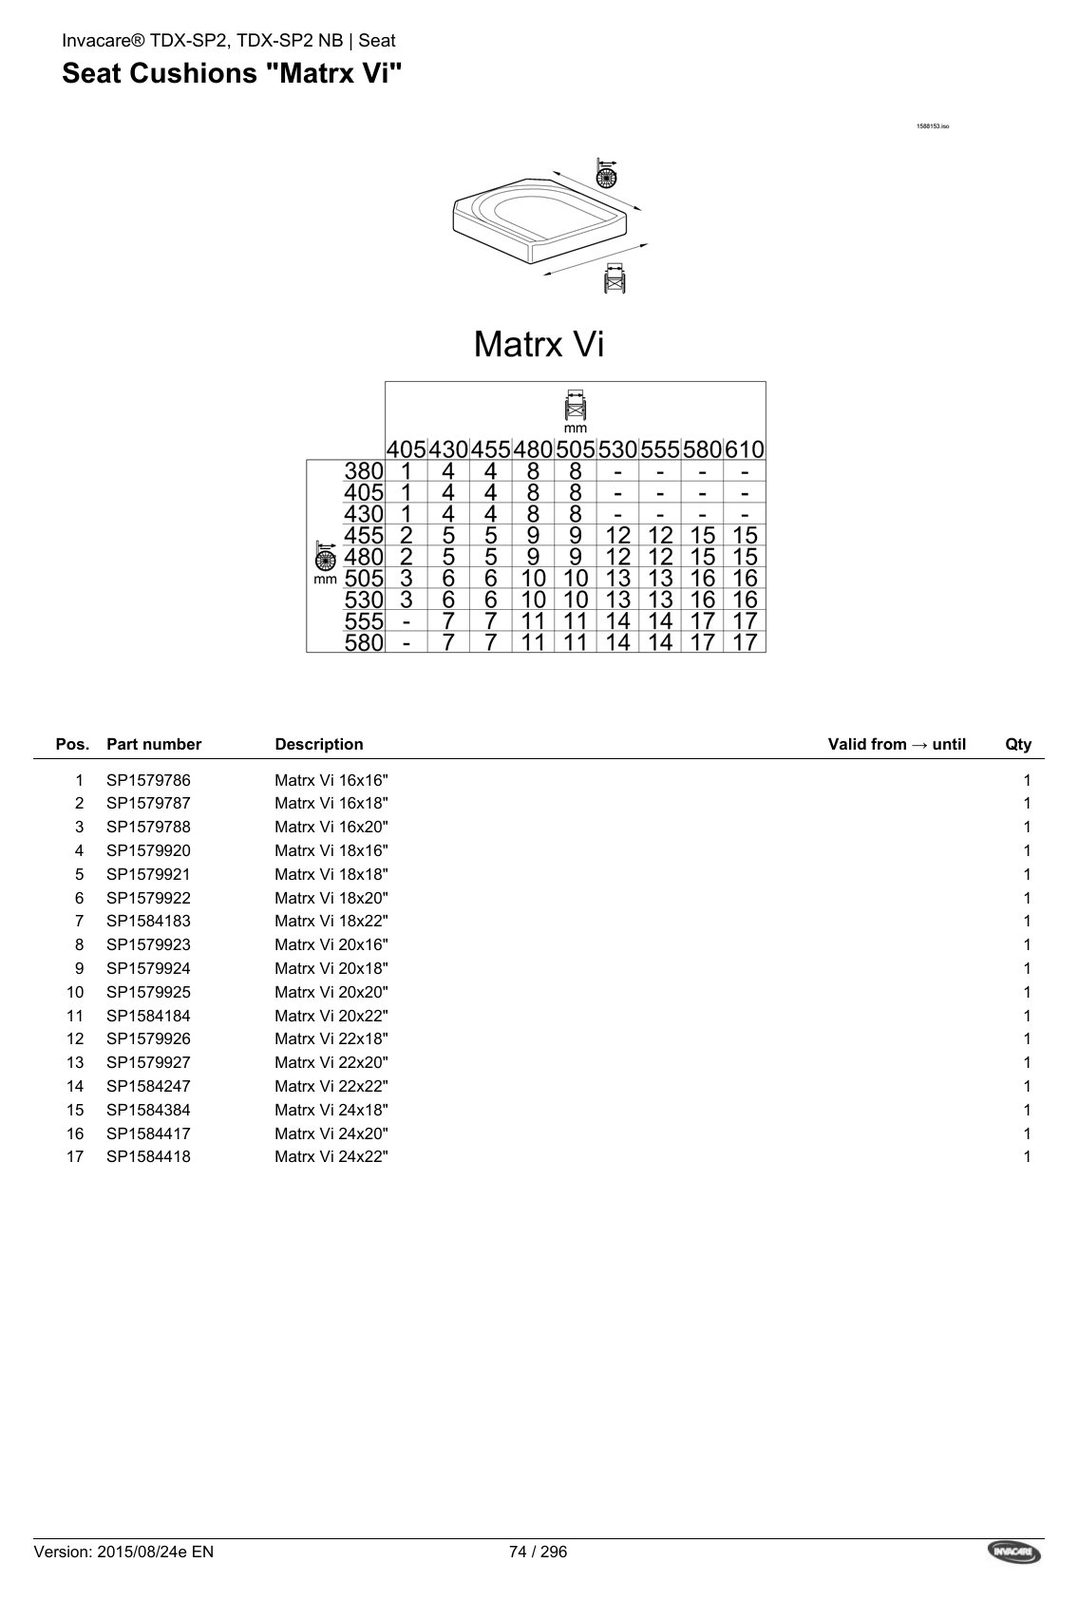 Invacare® TDX-SP2, TDX-SP2 NB | Seat
Seat Cushions "Matrx Vi"
1588153.iso
Matrx Vi
mm
405 430 455 480 505 530 555 580 610
380 1 4 4 8 8 - - - -
405 1 4 4 8 8 - - - -
430 1 4 4 8 8 - - - -
455 2 5 5 9 9 12 12 15 15
480 2 5 5 9 9 12 12 15 15
mm 505 3 6 6 10 10 13 13 16 16
530 3 6 6 10 10 13 13 16 16
555 - 7 7 11 11 14 14 17 17
580 - 7 7 11 11 14 14 17 17
Pos. Part number Description Valid from → until Qty
1 SP1579786 Matrx Vi 16x16" 1
2 SP1579787 Matrx Vi 16x18" 1
3 SP1579788 Matrx Vi 16x20" 1
4 SP1579920 Matrx Vi 18x16" 1
5 SP1579921 Matrx Vi 18x18" 1
6 SP1579922 Matrx Vi 18x20" 1
7 SP1584183 Matrx Vi 18x22" 1
8 SP1579923 Matrx Vi 20x16" 1
9 SP1579924 Matrx Vi 20x18" 1
10 SP1579925 Matrx Vi 20x20" 1
11 SP1584184 Matrx Vi 20x22" 1
12 SP1579926 Matrx Vi 22x18" 1
13 SP1579927 Matrx Vi 22x20" 1
14 SP1584247 Matrx Vi 22x22" 1
15 SP1584384 Matrx Vi 24x18" 1
16 SP1584417 Matrx Vi 24x20" 1
17 SP1584418 Matrx Vi 24x22" 1
Version: 2015/08/24e EN 74 / 296 INVACARE